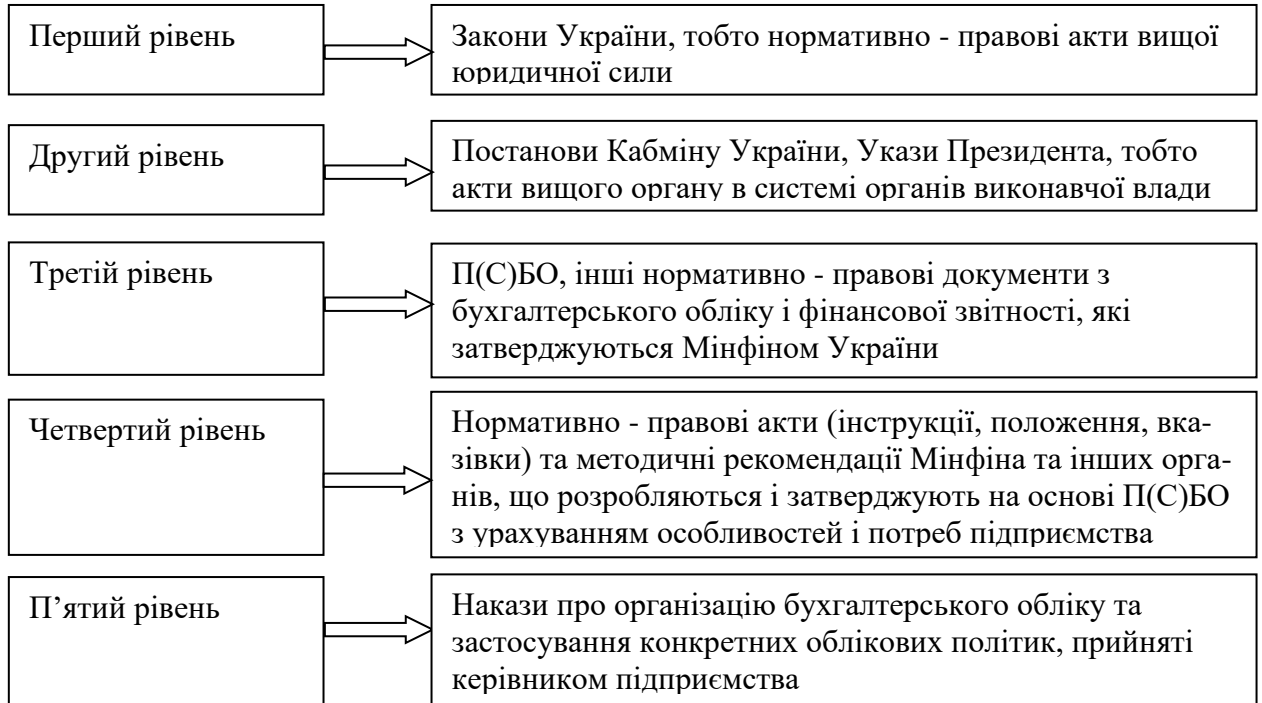 Перший рівень
Закони України, тобто нормативно - правові акти вищої
юридичної сили
Другий рівень
Постанови Кабміну України, Укази Президента, тобто
акти вищого органу в системі органів виконавчої влади
Третій рівень
П(С)БО, інші нормативно - правові документи з
бухгалтерського обліку і фінансової звітності, які
затверджуються Мінфіном України
Четвертий рівень
Нормативно - правові акти (інструкції, положення, вка-
зівки) та методичні рекомендації Мінфіна та інших орга-
нів, що розробляються і затверджують на основі П(С)БО
з урахуванням особливостей і потреб підприємства
П’ятий рівень
Накази про організацію бухгалтерського обліку та
застосування конкретних облікових політик, прийняті
керівником підприємства